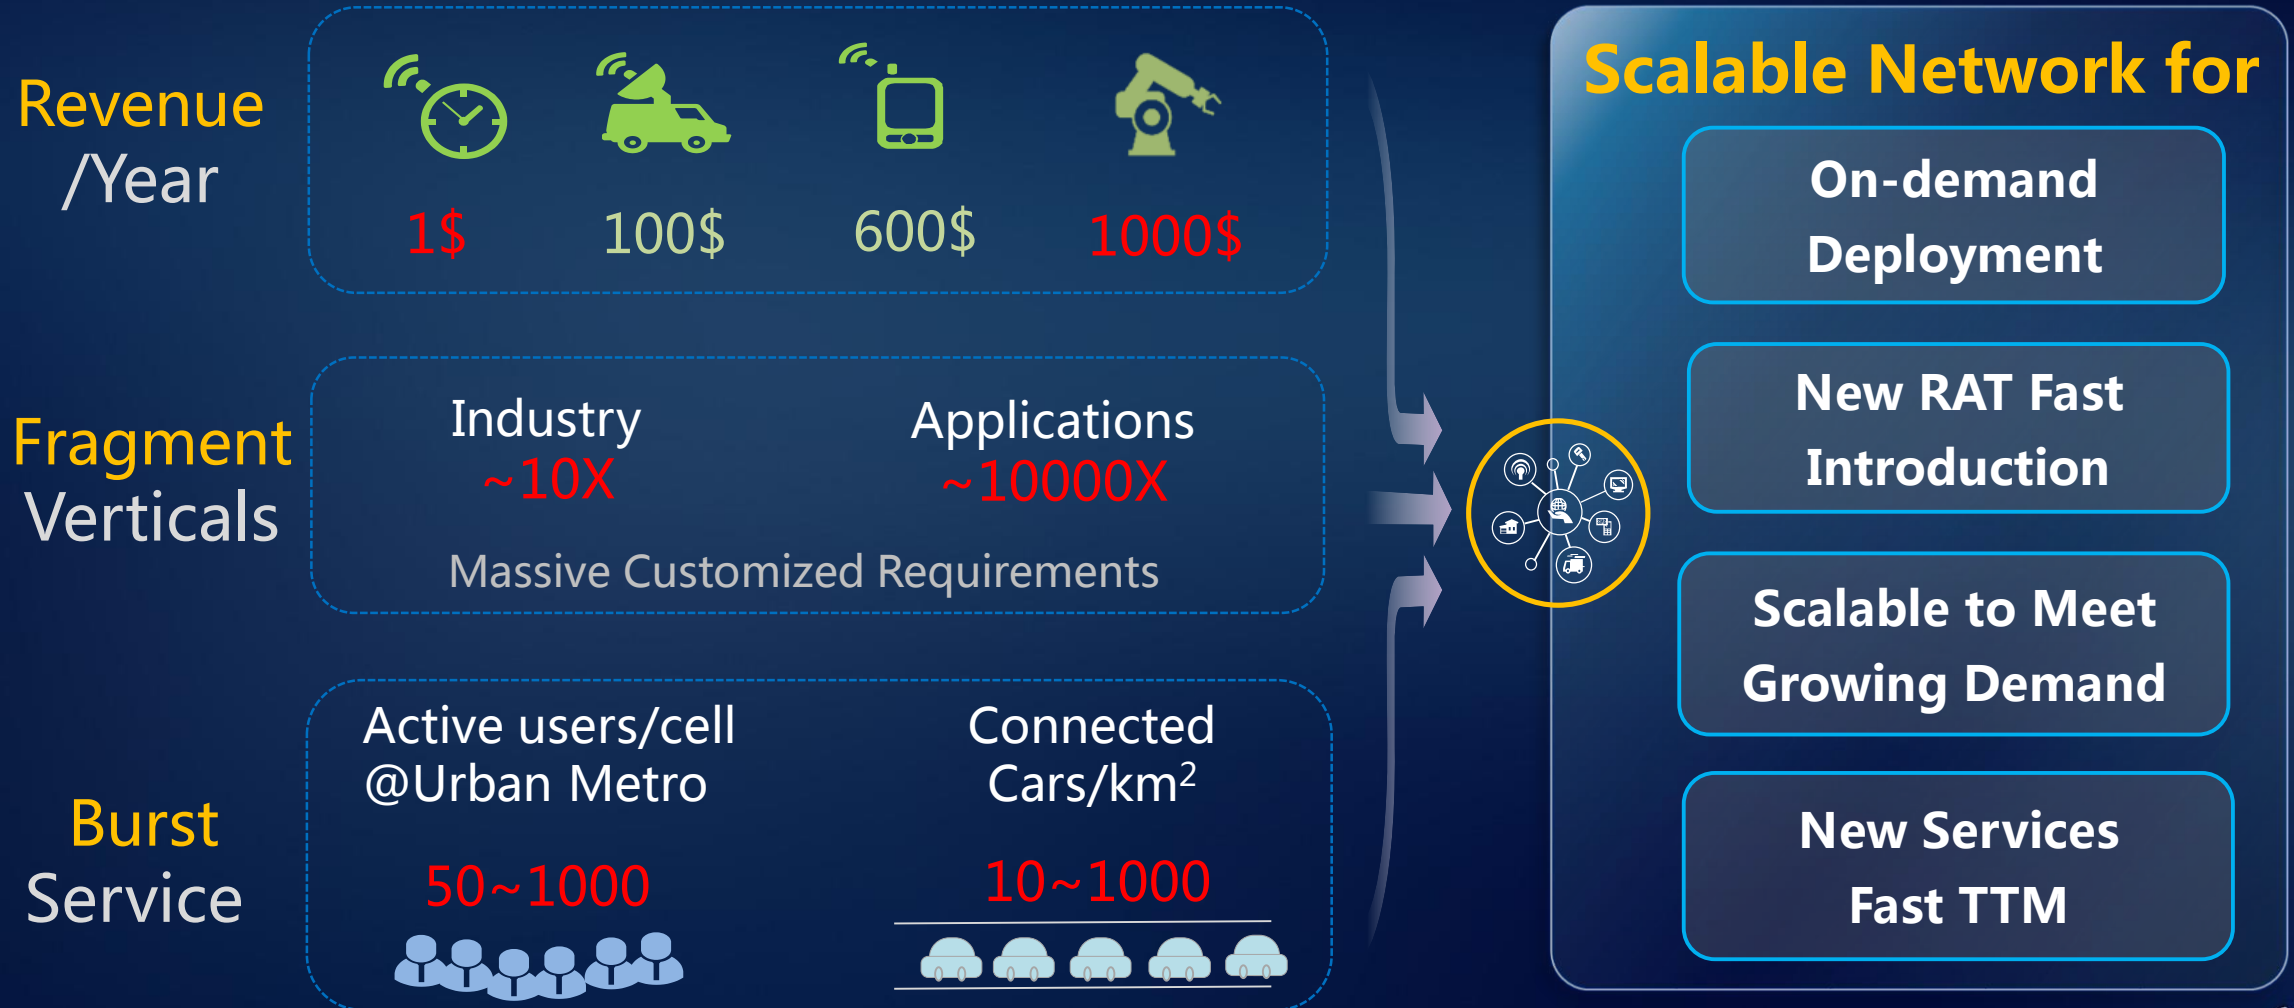 Revenue
/Year
1$
100$
600$
1000$
Fragment
Verticals
Industry
~10X
Applications
~10000X
Massive Customized Requirements
Burst
Service
Active users/cell
@Urban Metro
50~1000
Connected
Cars/km²
10~1000
Scalable Network for
On-demand
Deployment
New RAT Fast
Introduction
Scalable to Meet
Growing Demand
New Services
Fast TTM